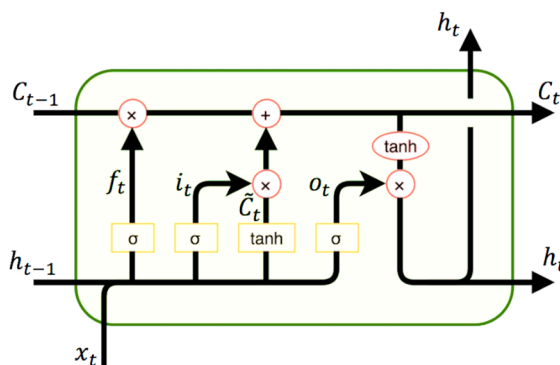 h_t
C_{t-1}
×
+
C_t
tanh
f_t
i_t
×
o_t
×
C̃_t
σ
σ
tanh
σ
h_{t-1}
h_t
x_t